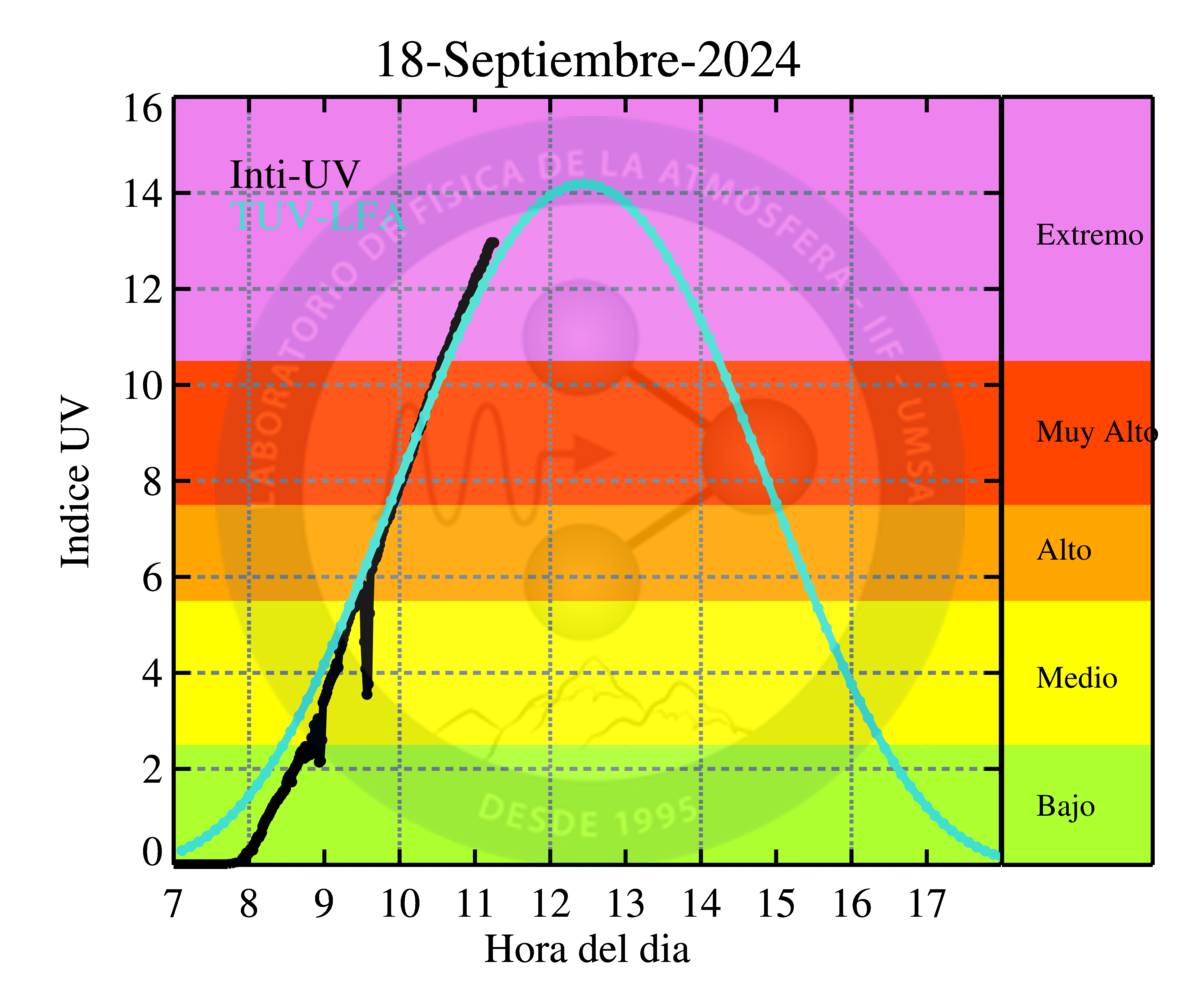 18-Septiembre-2024
Inti-UV
TUV-LFA
LABORATORIO DE FÍSICA DE LA ATMÓSFERA - IIF - UMSA
DESDE 1995
Indice UV
16
14
12
10
8
6
4
2
0
Extremo
Muy Alto
Alto
Medio
Bajo
7 8 9 10 11 12 13 14 15 16 17
Hora del dia